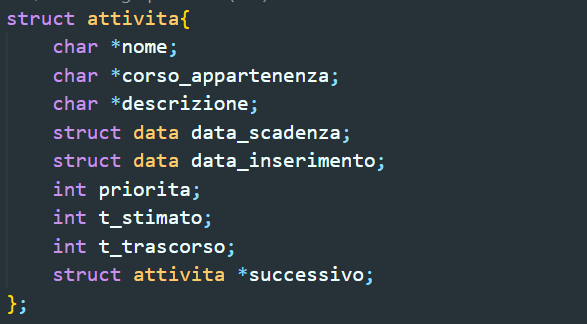 struct attivita{
    char *nome;
    char *corso_appartenenza;
    char *descrizione;
    struct data data_scadenza;
    struct data data_inserimento;
    int priorita;
    int t_stimato;
    int t_trascorso;
    struct attivita *successivo;
};